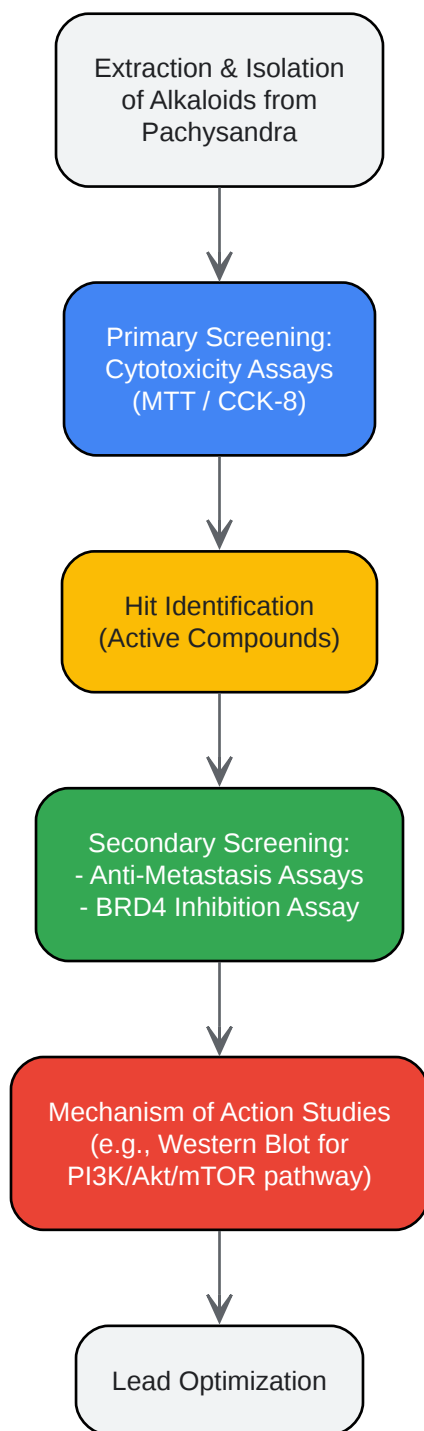 Extraction & Isolation
of Alkaloids from
Pachysandra
Primary Screening:
Cytotoxicity Assays
(MTT / CCK-8)
Hit Identification
(Active Compounds)
Secondary Screening:
- Anti-Metastasis Assays
- BRD4 Inhibition Assay
Mechanism of Action Studies
(e.g., Western Blot for
PI3K/Akt/mTOR pathway)
Lead Optimization